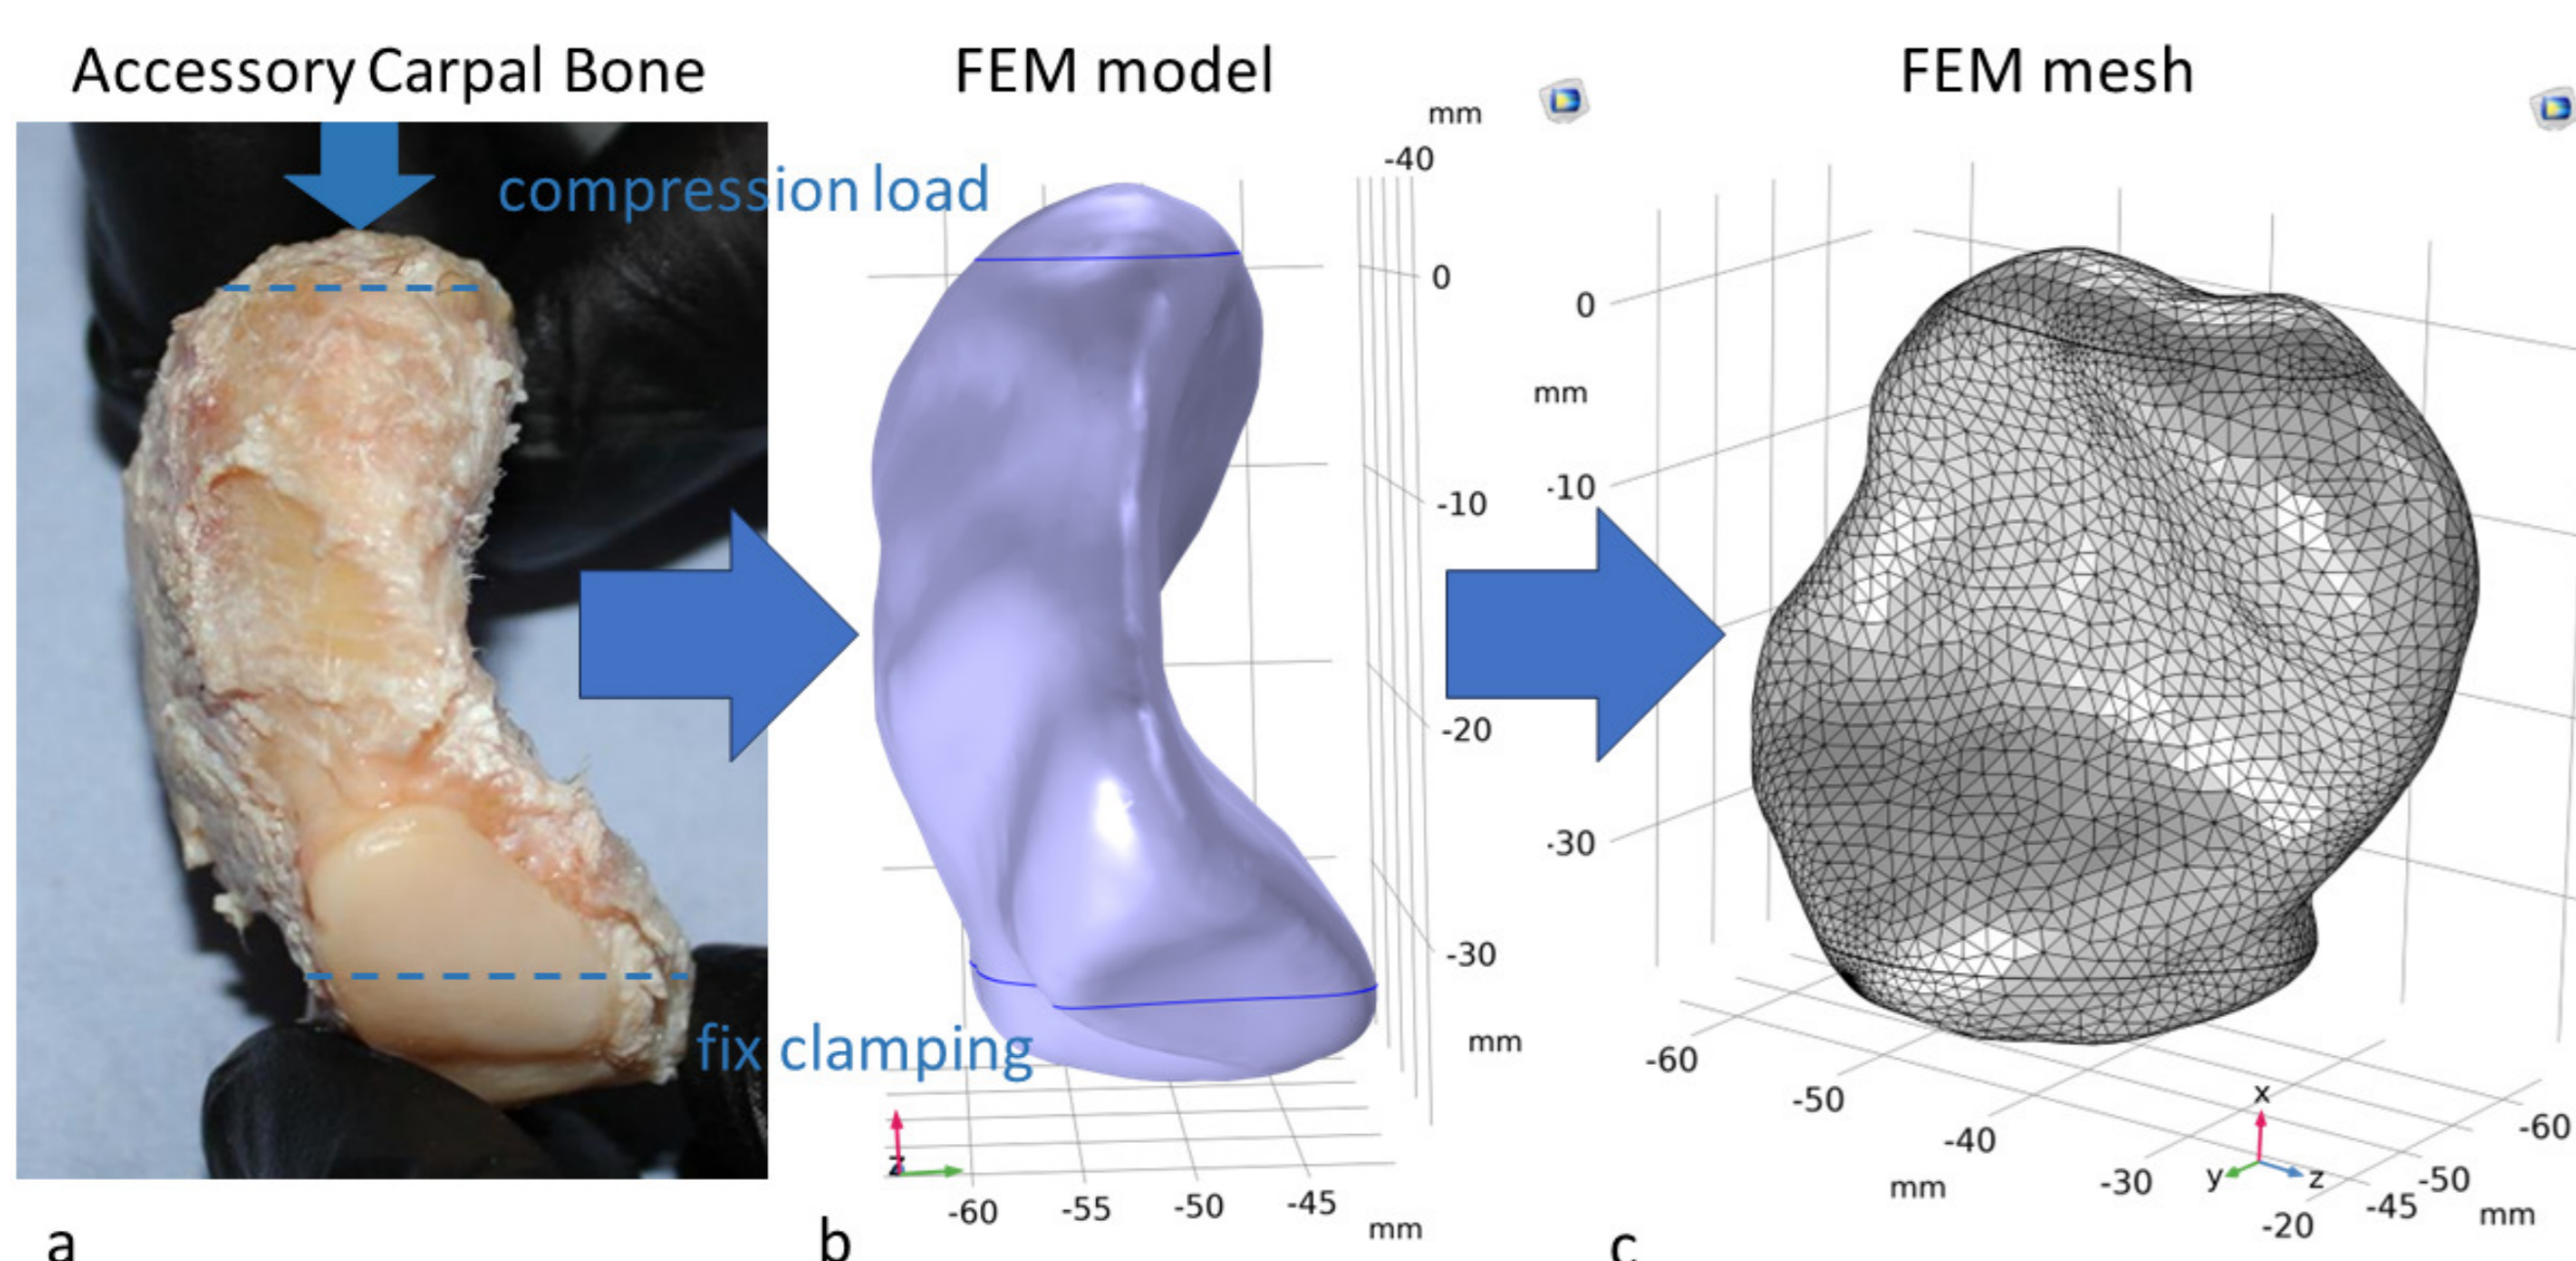 Accessory Carpal Bone
FEM model
FEM mesh
compression load
fix clamping
mm
-40
0
-10
-20
-30
mm
z
-60
-55
-50
-45
mm
0
mm
-10
-30
-60
-50
-40
mm
-30
-20
x
y
z
-60
-50
-45
mm
a
b
c